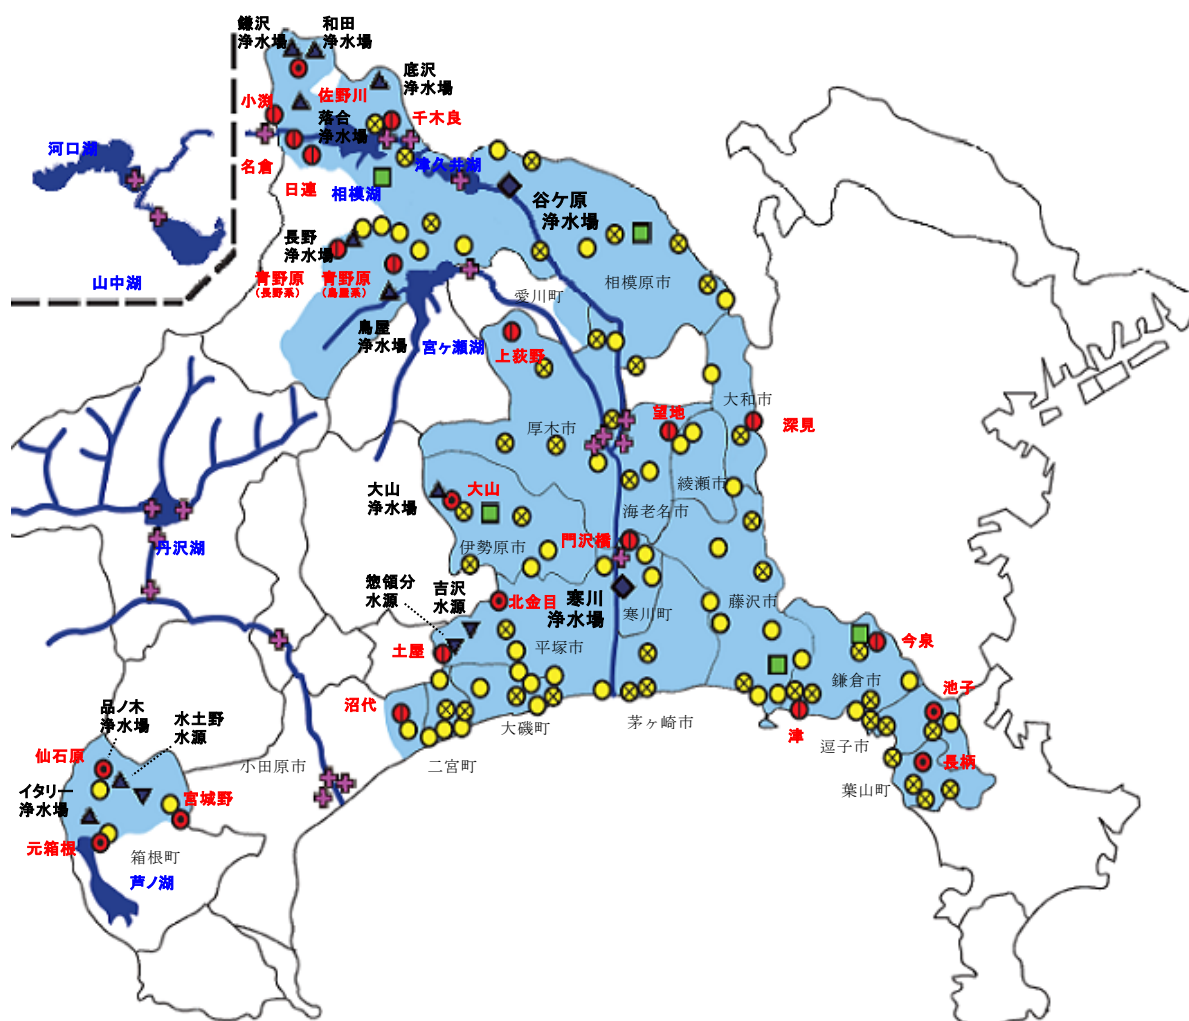 鎌沢
浄水場
和田
浄水場
底沢
浄水場
小渕
佐野川
落合
浄水場
千木良
河口湖
名倉
日連
相模湖
津久井湖
谷ケ原
浄水場
山中湖
長野
浄水場
青野原
(長野系)
青野原
(鳥屋系)
相模原市
愛川町
鳥屋
浄水場
宮ヶ瀬湖
上荻野
大和市
望地
深見
厚木市
大山
浄水場
大山
綾瀬市
海老名市
丹沢湖
伊勢原市
門沢橋
惣領分
水源
吉沢
水源
北金目
寒川
浄水場
寒川町
藤沢市
土屋
平塚市
今泉
鎌倉市
池子
沼代
品ノ木
浄水場
水土野
水源
大磯町
茅ヶ崎市
津
逗子市
仙石原
小田原市
二宮町
長柄
葉山町
イタリー
浄水場
宮城野
元箱根
箱根町
芦ノ湖